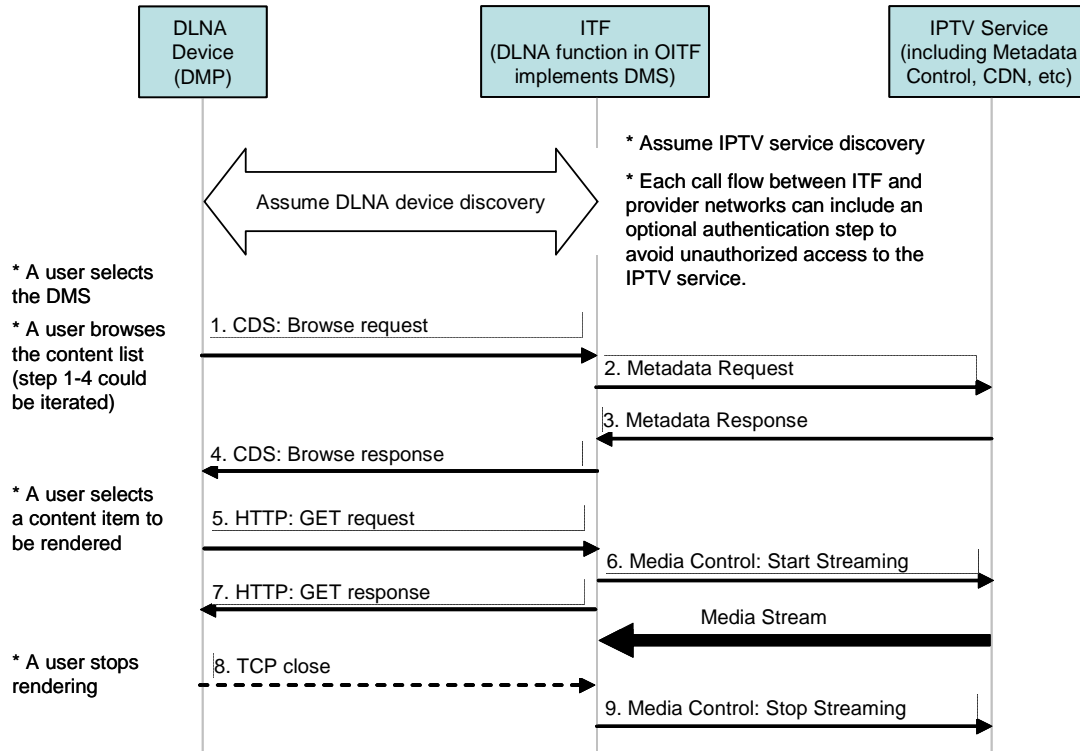 DLNA
Device
(DMP)
ITF
(DLNA function in OITF
implements DMS)
IPTV Service
(including Metadata
Control, CDN, etc)
* Assume IPTV service discovery
* Each call flow between ITF and
provider networks can include an
optional authentication step to
avoid unauthorized access to the
IPTV service.
Assume DLNA device discovery
* A user selects
the DMS
* A user browses
the content list
(step 1-4 could
be iterated)
1. CDS: Browse request
2. Metadata Request
3. Metadata Response
4. CDS: Browse response
* A user selects
a content item to
be rendered
5. HTTP: GET request
6. Media Control: Start Streaming
7. HTTP: GET response
Media Stream
* A user stops
rendering
8. TCP close
9. Media Control: Stop Streaming